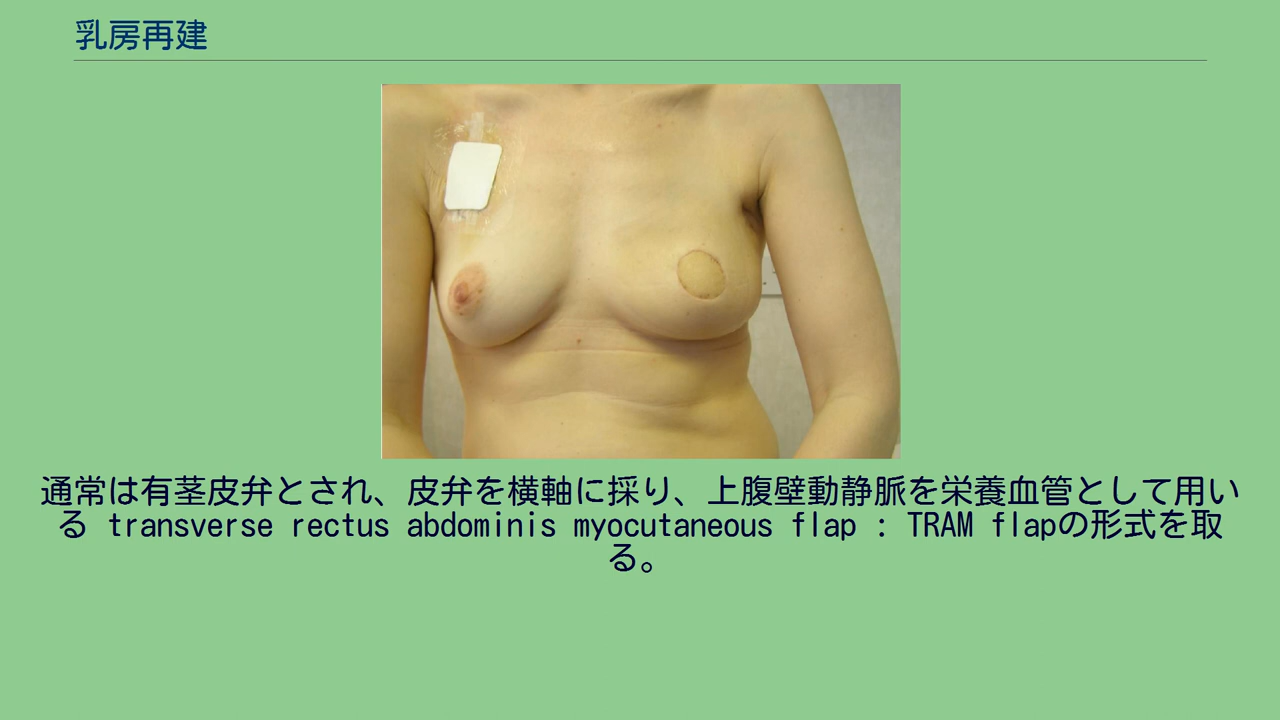 乳房再建
通常は有茎皮弁とされ、皮弁を横軸に採り、上腹壁動静脈を栄養血管として用い
る transverse rectus abdominis myocutaneous flap : TRAM flapの形式を取
る。